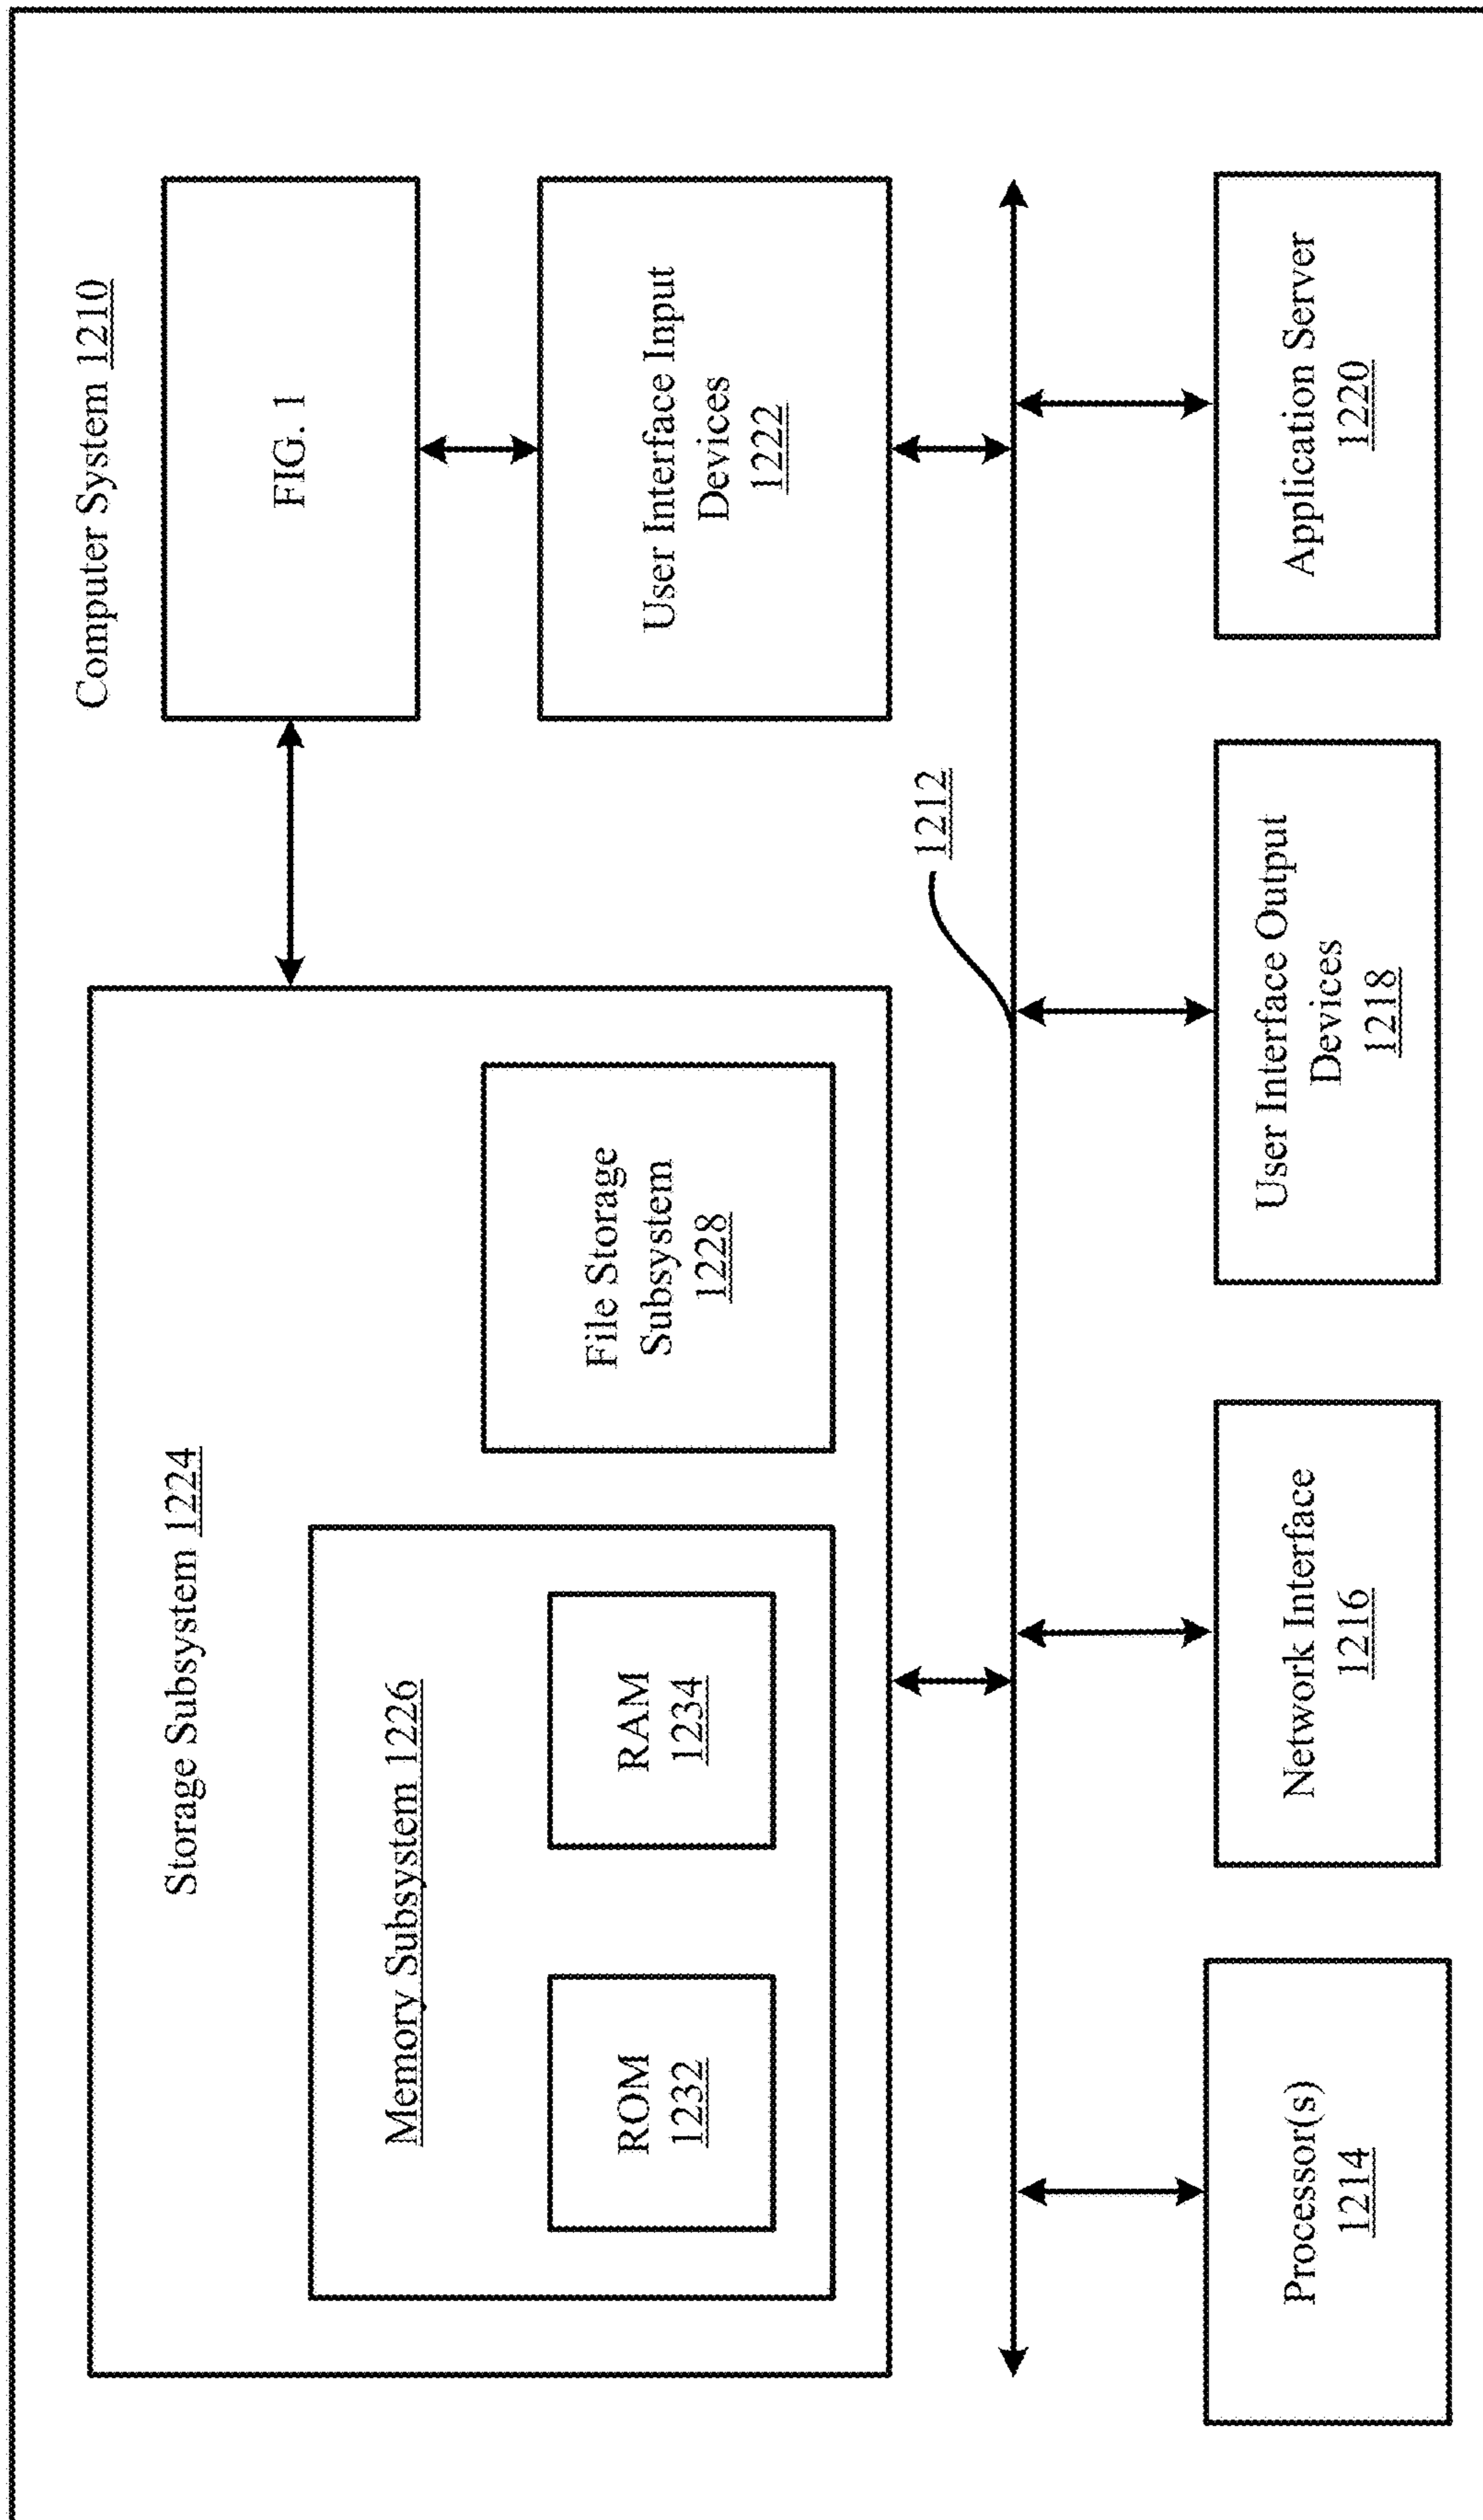 Computer System 1210
Storage Subsystem 1224
Memory Subsystem 1226
ROM
1232
RAM
1234
File Storage
Subsystem
1228
FIG. 1
User Interface Input
Devices
1222
1212
Processor(s)
1214
Network Interface
1216
User Interface Output
Devices
1218
Application Server
1220